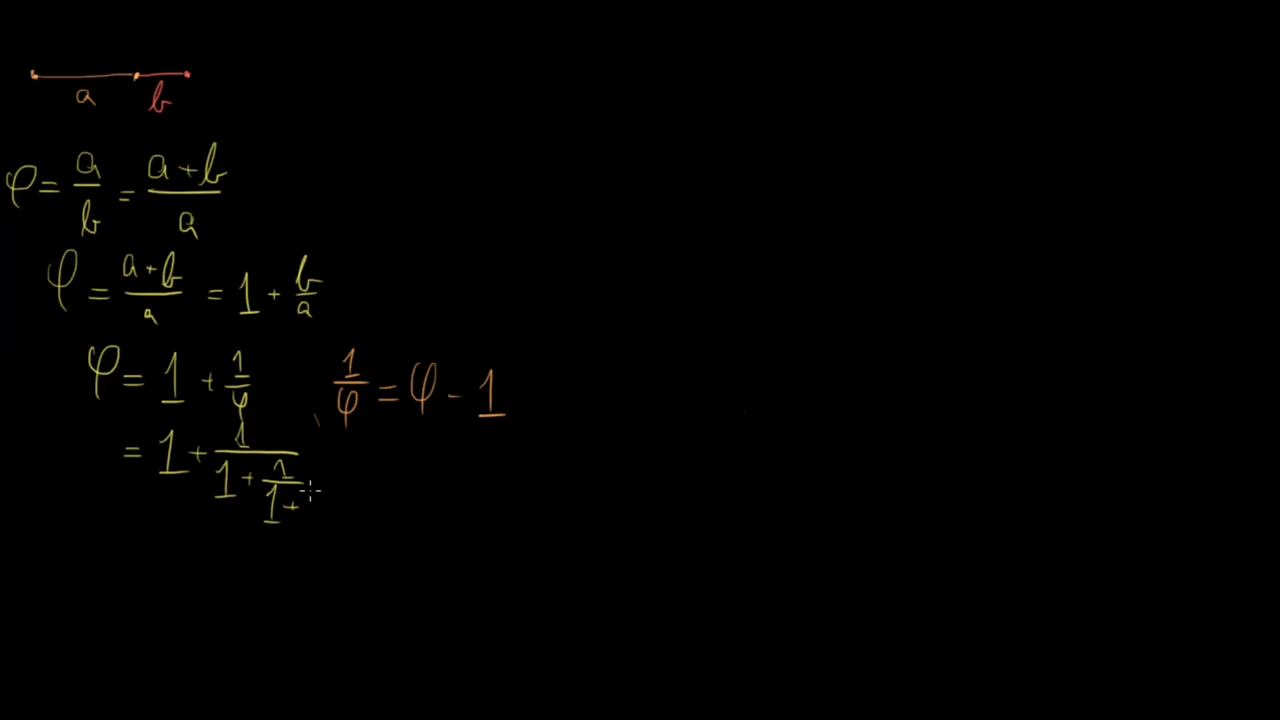 a b
φ = a/b = (a+b)/a
φ = (a+b)/a = 1 + b/a
φ = 1 + 1/φ
1/φ = φ - 1
= 1 + 1/(1 + 1/(1 +